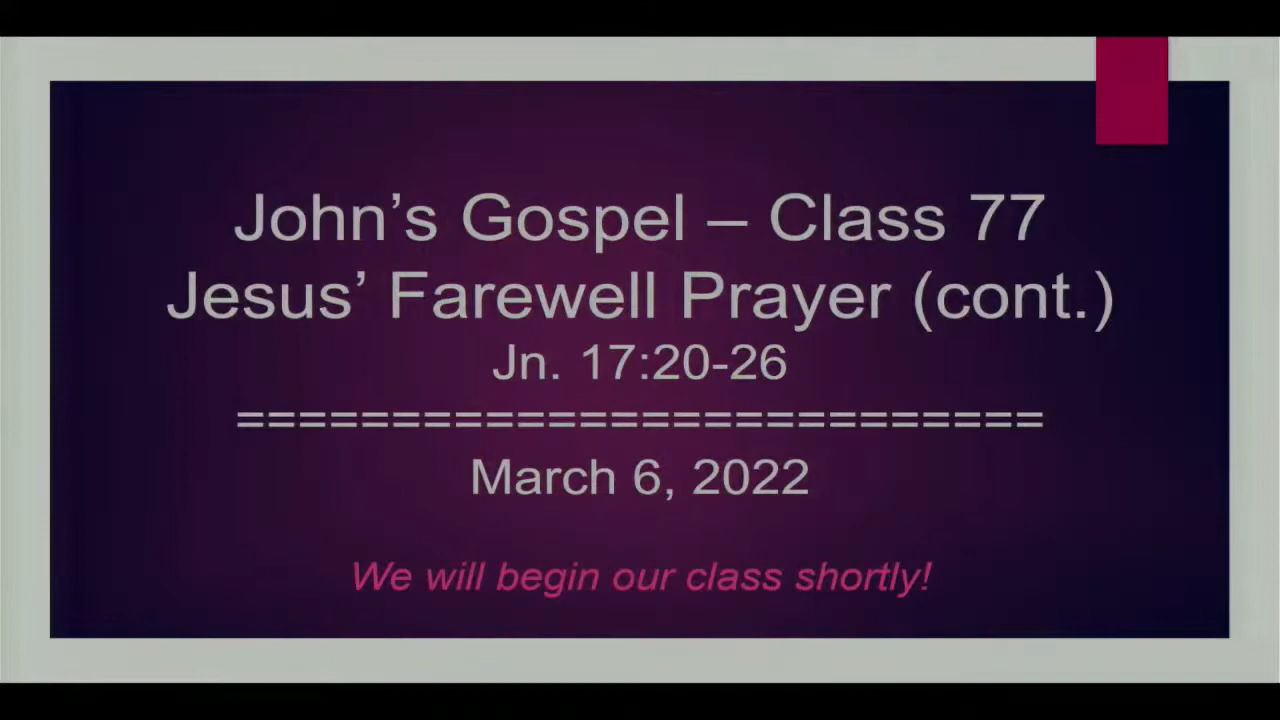 John’s Gospel – Class 77
Jesus’ Farewell Prayer (cont.)
Jn. 17:20-26
==========================
March 6, 2022
We will begin our class shortly!